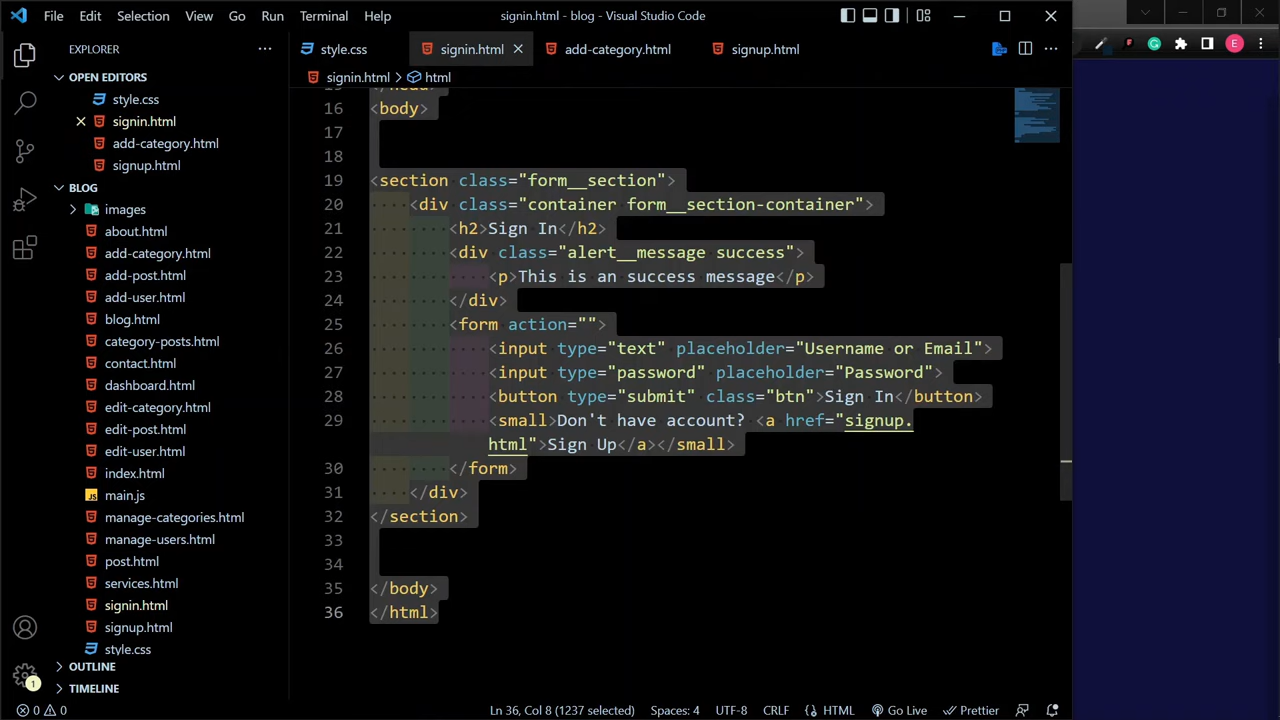 File Edit Selection View Go Run Terminal Help signin.html - blog - Visual Studio Code
EXPLORER
style.css signin.html add-category.html signup.html
signin.html > html
OPEN EDITORS
style.css
signin.html
add-category.html
signup.html
BLOG
images
about.html
add-category.html
add-post.html
add-user.html
blog.html
category-posts.html
contact.html
dashboard.html
edit-category.html
edit-post.html
edit-user.html
index.html
JS main.js
manage-categories.html
manage-users.html
post.html
services.html
signin.html
signup.html
style.css
OUTLINE
TIMELINE
1
15 </head>
16 <body>
17
18
19 <section class="form__section">
20 <div class="container form__section-container">
21 <h2>Sign In</h2>
22 <div class="alert__message success">
23 <p>This is an success message</p>
24 </div>
25 <form action="">
26 <input type="text" placeholder="Username or Email">
27 <input type="password" placeholder="Password">
28 <button type="submit" class="btn">Sign In</button>
29 <small>Don't have account? <a href="signup.
html">Sign Up</a></small>
30 </form>
31 </div>
32 </section>
33
34
35 </body>
36 </html>
0 0 Ln 36, Col 8 (1237 selected) Spaces: 4 UTF-8 CRLF {} HTML Go Live Prettier
E